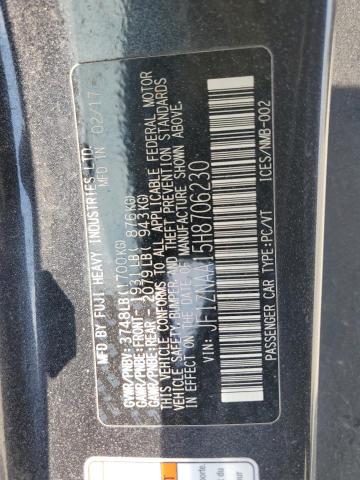 MFD. BY FUJI HEAVY INDUSTRIES LTD.
MFD IN 02/17
GVWR/PNBV: 3748LB(1700KG)
GAWR/PNBE:FRONT- 1931LB( 876KG)
GAWR/PNBE:REAR - 2079LB( 943KG)
THIS VEHICLE CONFORMS TO ALL APPLICABLE FEDERAL MOTOR
VEHICLE SAFETY,BUMPER,AND THEFT PREVENTION STANDARDS
IN EFFECT ON THE DATE OF MANUFACTURE SHOWN ABOVE.
VIN: JF1ZNAA15H8706230
PASSENGER CAR/VOITURE DE TOURISME TYPE:PC/VT
ICES/NMB-002